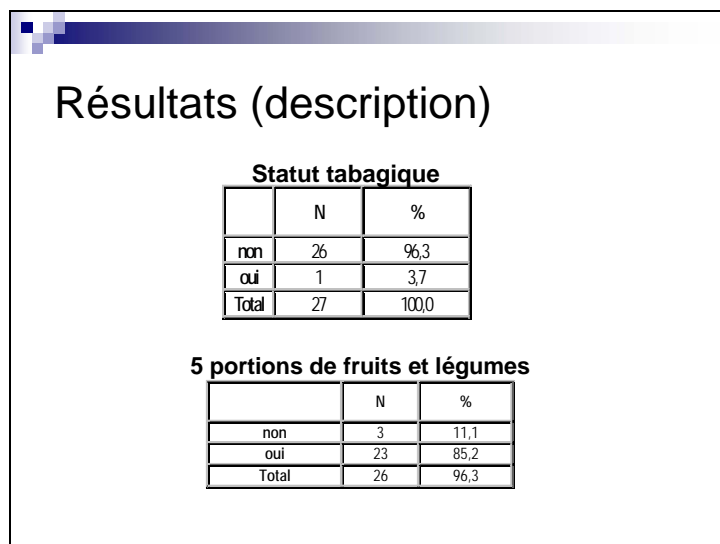 Résultats (description)
Statut tabagique
N %
non 26 96,3
oui 1 3,7
Total 27 100,0
5 portions de fruits et légumes
N %
non 3 11,1
oui 23 85,2
Total 26 96,3